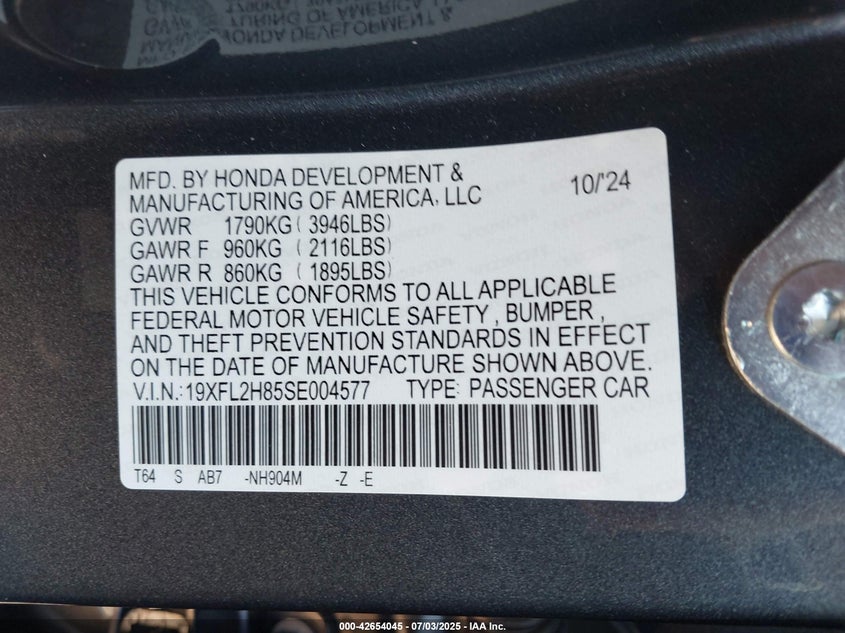 MFD. BY HONDA DEVELOPMENT &
MANUFACTURING OF AMERICA, LLC 10/'24
GVWR 1790KG ( 3946LBS)
GAWR F 960KG ( 2116LBS)
GAWR R 860KG ( 1895LBS)
THIS VEHICLE CONFORMS TO ALL APPLICABLE
FEDERAL MOTOR VEHICLE SAFETY , BUMPER ,
AND THEFT PREVENTION STANDARDS IN EFFECT
ON THE DATE OF MANUFACTURE SHOWN ABOVE.
V.I.N.:19XFL2H85SE004577 TYPE: PASSENGER CAR
T64 S AB7 -NH904M -Z -E
000-42654045 - 07/03/2025 - IAA Inc.